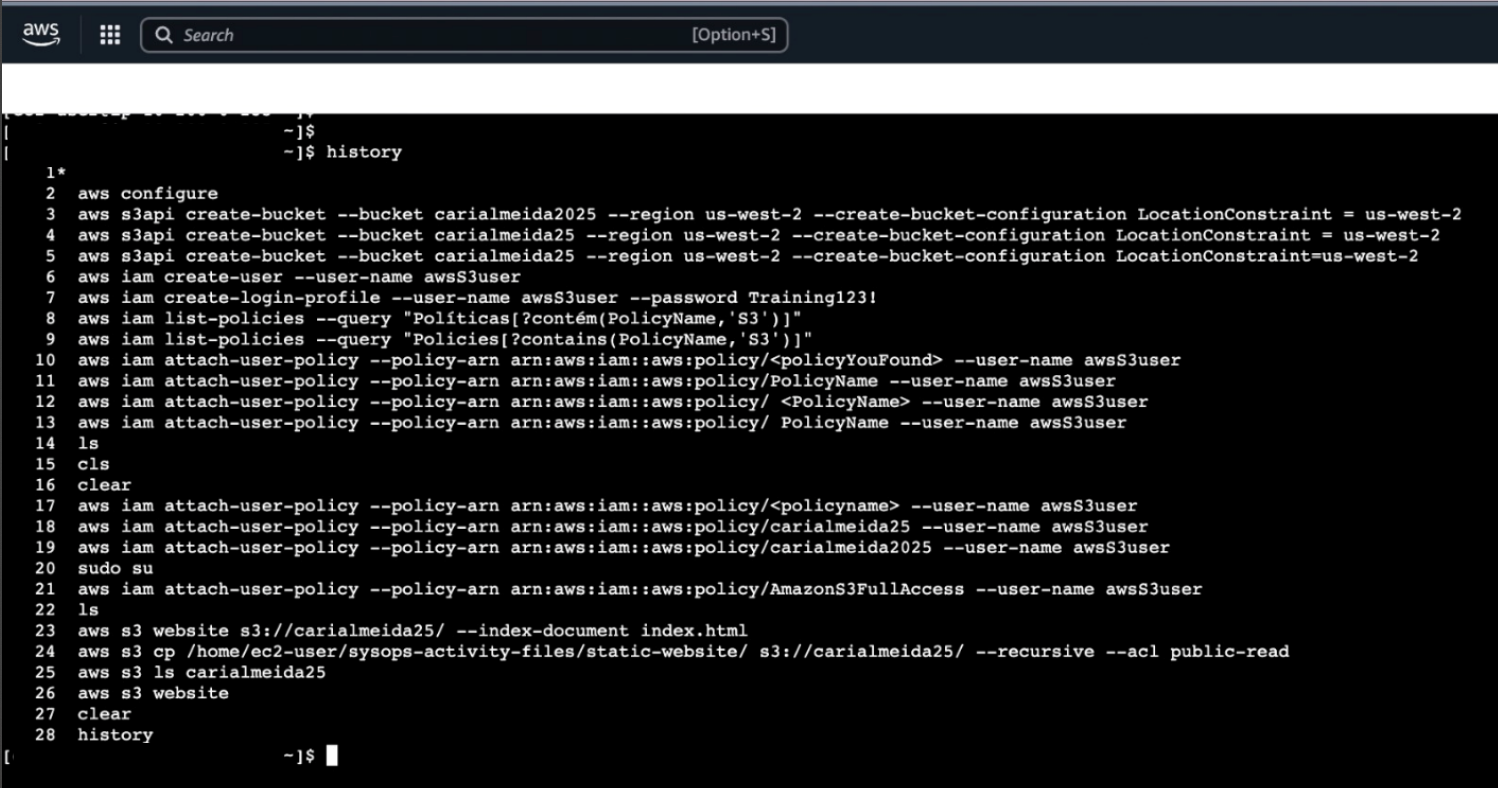 aws
Search [Option+S]
[ ~]$
[ ~]$ history
1*
2 aws configure
3 aws s3api create-bucket --bucket carialmeida2025 --region us-west-2 --create-bucket-configuration LocationConstraint = us-west-2
4 aws s3api create-bucket --bucket carialmeida25 --region us-west-2 --create-bucket-configuration LocationConstraint = us-west-2
5 aws s3api create-bucket --bucket carialmeida25 --region us-west-2 --create-bucket-configuration LocationConstraint=us-west-2
6 aws iam create-user --user-name awsS3user
7 aws iam create-login-profile --user-name awsS3user --password Training123!
8 aws iam list-policies --query "Políticas[?contém(PolicyName,'S3')]"
9 aws iam list-policies --query "Policies[?contains(PolicyName,'S3')]"
10 aws iam attach-user-policy --policy-arn arn:aws:iam::aws:policy/<policyYouFound> --user-name awsS3user
11 aws iam attach-user-policy --policy-arn arn:aws:iam::aws:policy/PolicyName --user-name awsS3user
12 aws iam attach-user-policy --policy-arn arn:aws:iam::aws:policy/ <PolicyName> --user-name awsS3user
13 aws iam attach-user-policy --policy-arn arn:aws:iam::aws:policy/ PolicyName --user-name awsS3user
14 ls
15 cls
16 clear
17 aws iam attach-user-policy --policy-arn arn:aws:iam::aws:policy/<policyname> --user-name awsS3user
18 aws iam attach-user-policy --policy-arn arn:aws:iam::aws:policy/carialmeida25 --user-name awsS3user
19 aws iam attach-user-policy --policy-arn arn:aws:iam::aws:policy/carialmeida2025 --user-name awsS3user
20 sudo su
21 aws iam attach-user-policy --policy-arn arn:aws:iam::aws:policy/AmazonS3FullAccess --user-name awsS3user
22 ls
23 aws s3 website s3://carialmeida25/ --index-document index.html
24 aws s3 cp /home/ec2-user/sysops-activity-files/static-website/ s3://carialmeida25/ --recursive --acl public-read
25 aws s3 ls carialmeida25
26 aws s3 website
27 clear
28 history
[ ~]$